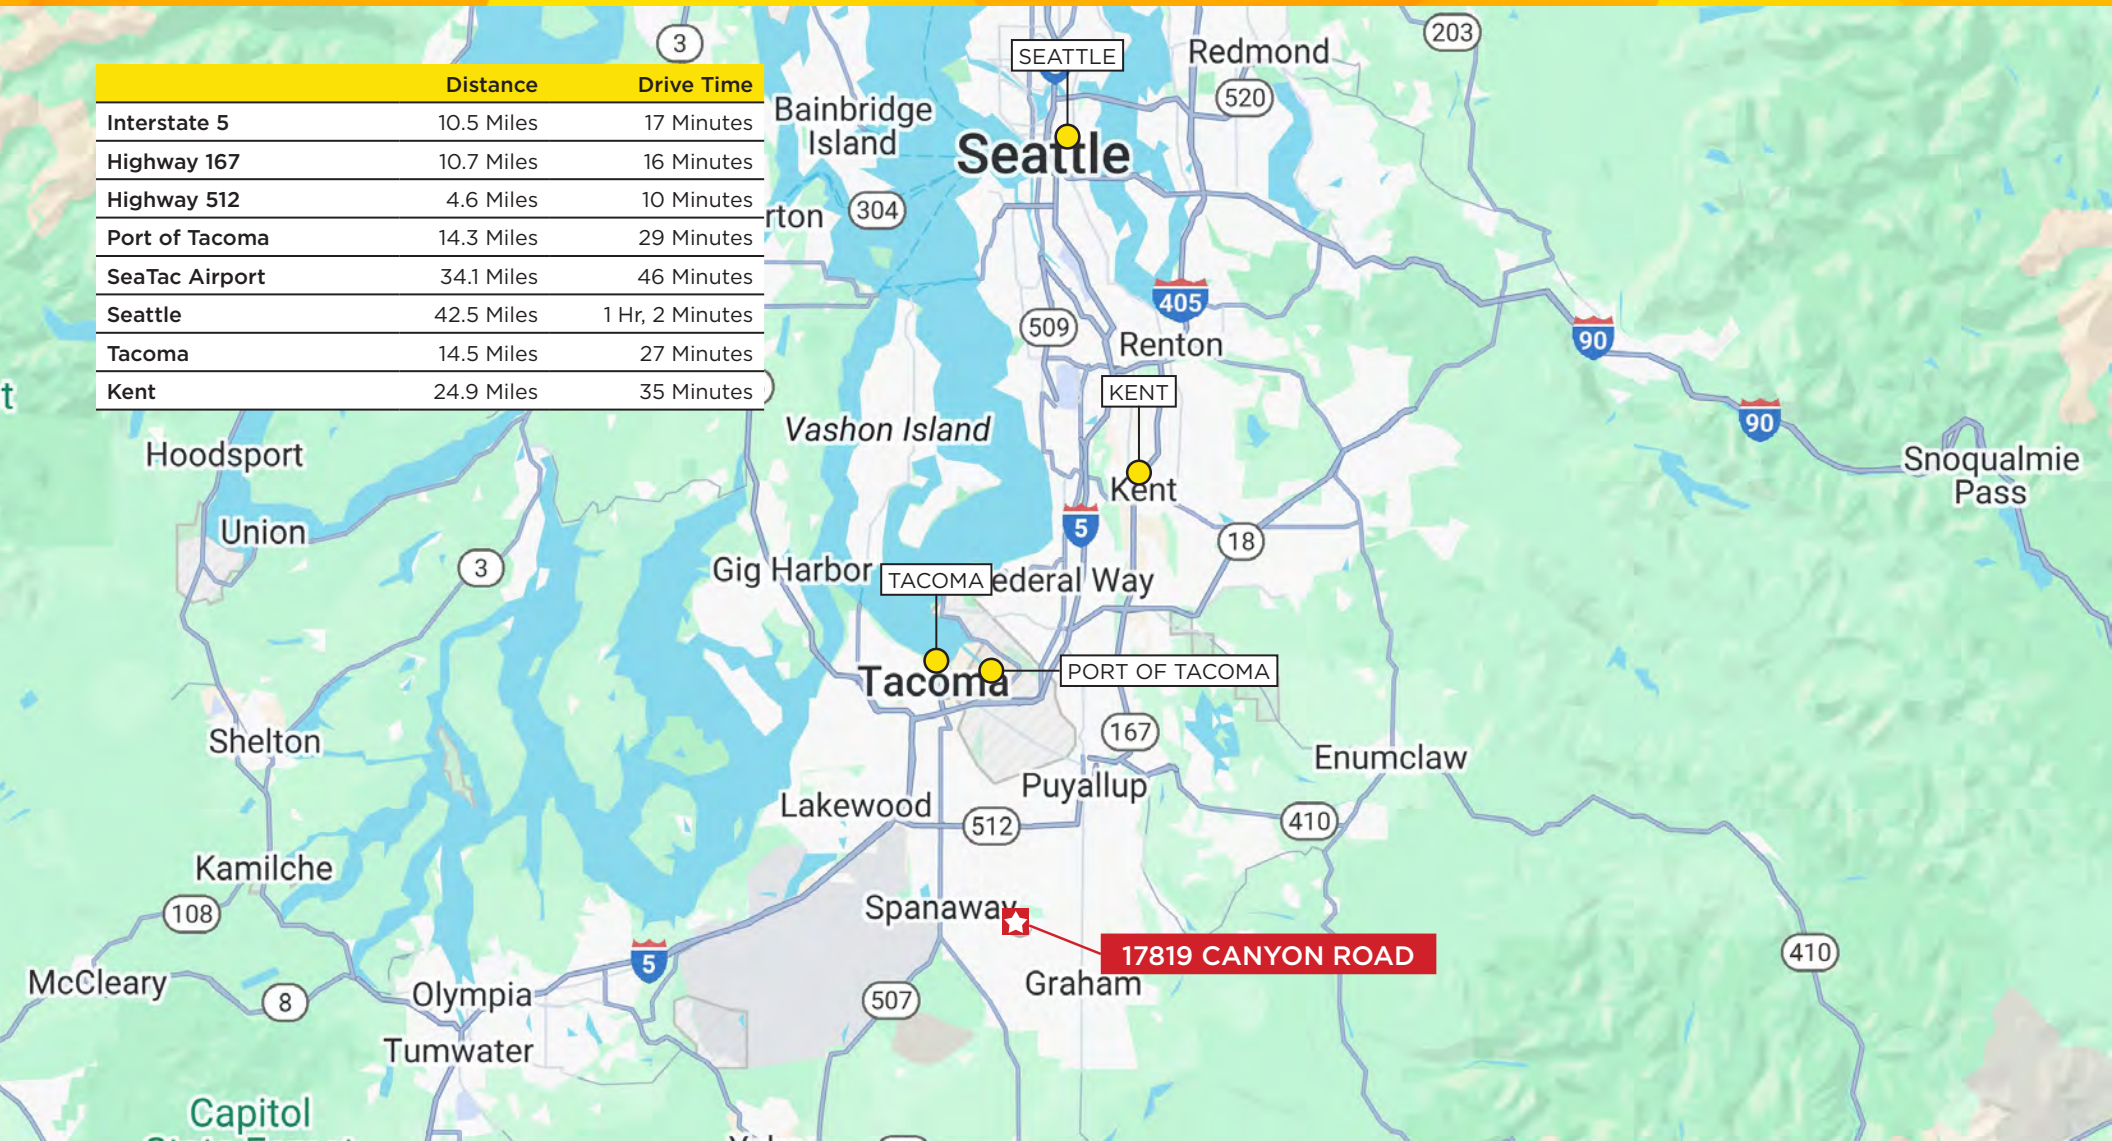 Distance Drive Time
Interstate 5 10.5 Miles 17 Minutes
Highway 167 10.7 Miles 16 Minutes
Highway 512 4.6 Miles 10 Minutes
Port of Tacoma 14.3 Miles 29 Minutes
SeaTac Airport 34.1 Miles 46 Minutes
Seattle 42.5 Miles 1 Hr, 2 Minutes
Tacoma 14.5 Miles 27 Minutes
Kent 24.9 Miles 35 Minutes
3
203
SEATTLE
Redmond
520
Bainbridge
Island
Seattle
rton
304
405
509
Renton
90
KENT
t
90
Vashon Island
Hoodsport
Snoqualmie
Pass
Kent
Union
5
18
3
Gig Harbor
TACOMA
ederal Way
Tacoma
PORT OF TACOMA
167
Shelton
Enumclaw
Puyallup
Lakewood
512
410
Kamilche
108
Spanaway
17819 CANYON ROAD
410
5
McCleary
Graham
8
Olympia
507
Tumwater
Capitol